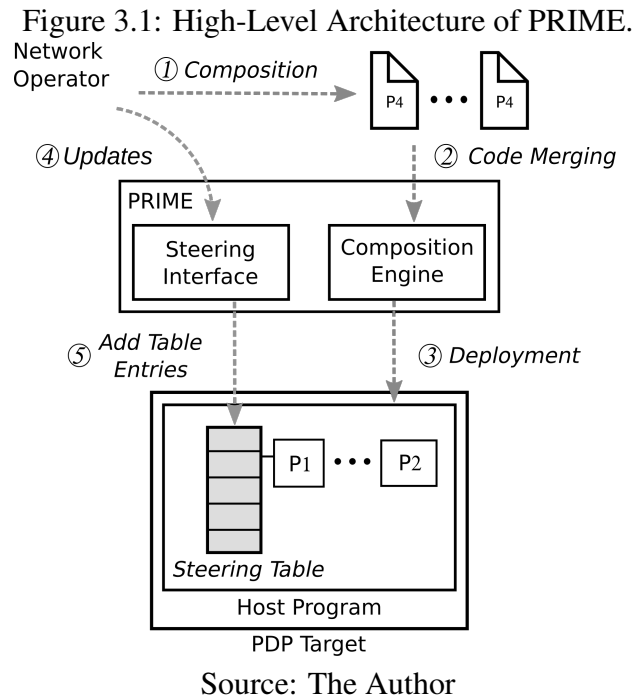 Figure 3.1: High-Level Architecture of PRIME.
Network
Operator
① Composition
P4 ••• P4
④ Updates
② Code Merging
PRIME
Steering
Interface
Composition
Engine
⑤ Add Table
Entries
③ Deployment
P1 ••• P2
Steering Table
Host Program
PDP Target
Source: The Author